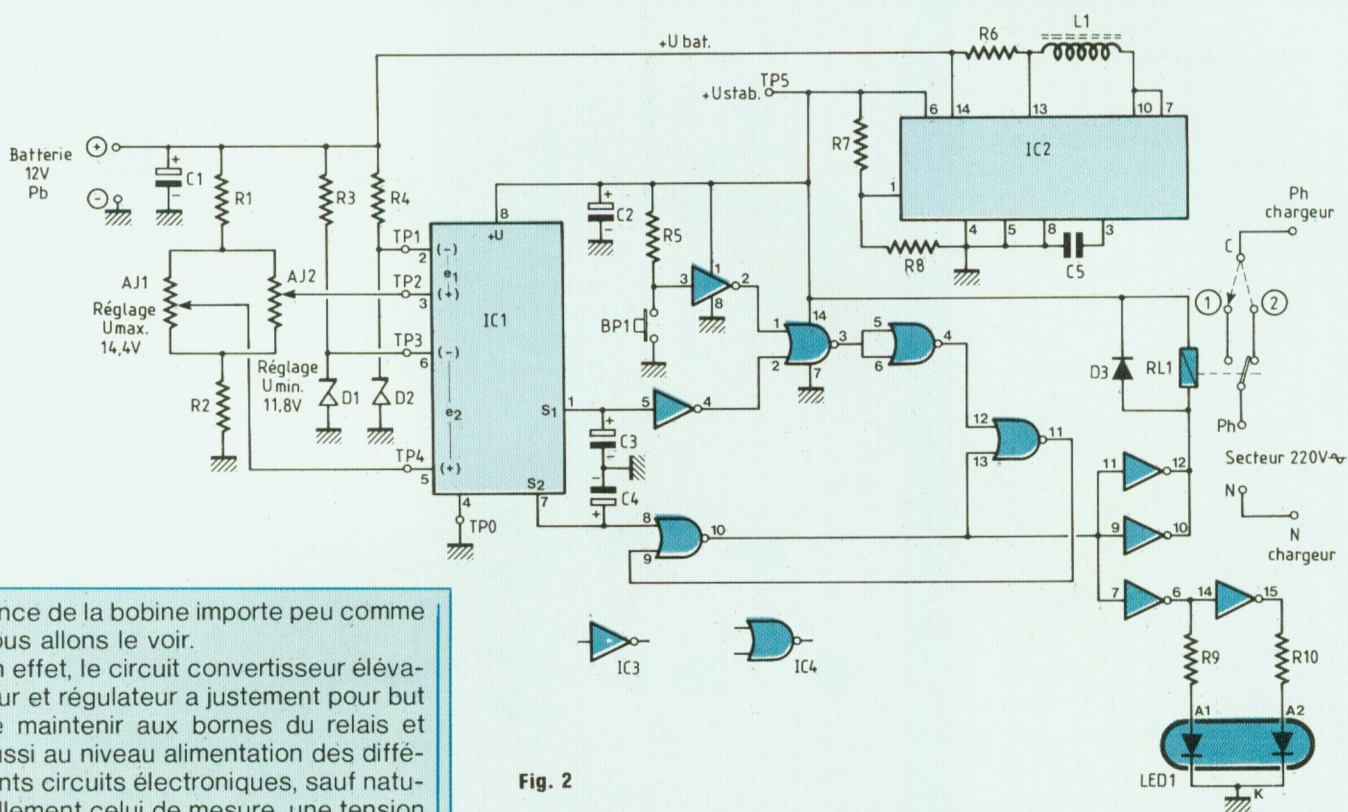 +U bat.
R6
L1
+Ustab.
TP5
6
14
13
10
7
Batterie
12V
Pb
+
−
+
C1
−
R1
R3
R4
R7
IC2
1
4
5
8
3
R8
C5
Ph
chargeur
C
1
2
8
+U
+
C2
−
R5
TP1
2
(-)
e1
TP2
3
(+)
IC1
AJ1
Réglage
Umax.
14,4V
AJ2
3
1
2
8
BP1
1
14
2
7
3
5
6
4
D3
RL1
TP3
6
(-)
Réglage
Umin.
11,8V
D1
D2
R2
e2
S1
1
5
4
+
C3
−
−
C4
+
12
13
11
Ph
Secteur 220V~
N
N
chargeur
TP4
5
(+)
S2
7
4
TP0
8
9
10
11
12
9
10
7
6
14
15
IC3
IC4
R9
R10
A1
A2
LED1
K
nce de la bobine importe peu comme
ous allons le voir.
n effet, le circuit convertisseur éléva-
ur et régulateur a justement pour but
e maintenir aux bornes du relais et
ussi au niveau alimentation des diffé-
nts circuits électroniques, sauf natu-
llement celui de mesure, une tension
Fig. 2